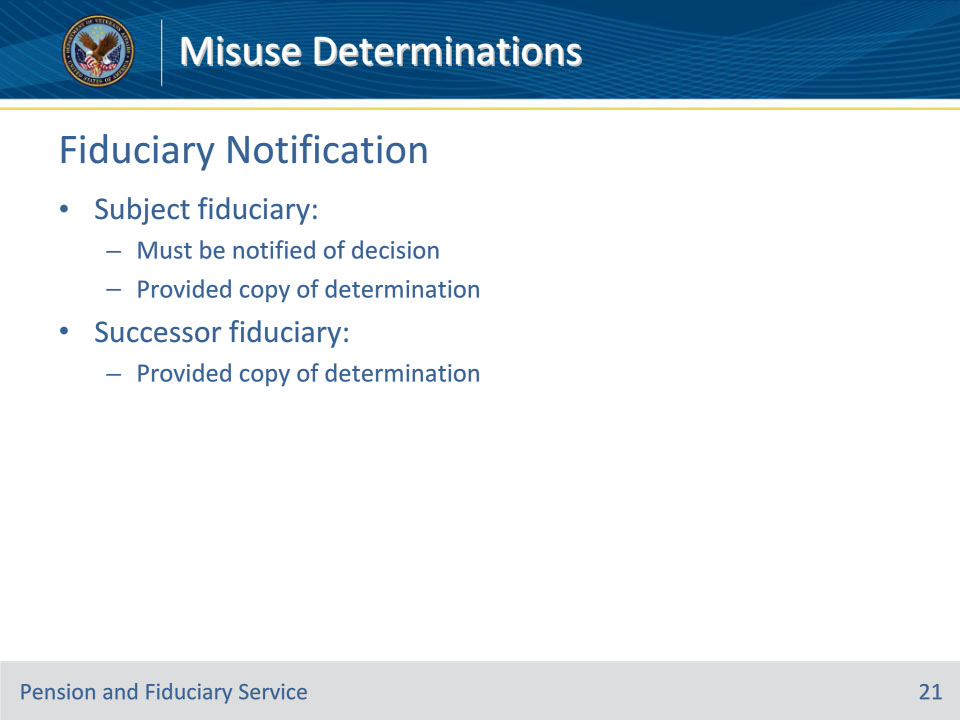 Misuse Determinations
Fiduciary Notification
• Subject fiduciary:
– Must be notified of decision
– Provided copy of determination
• Successor fiduciary:
– Provided copy of determination
Pension and Fiduciary Service
21